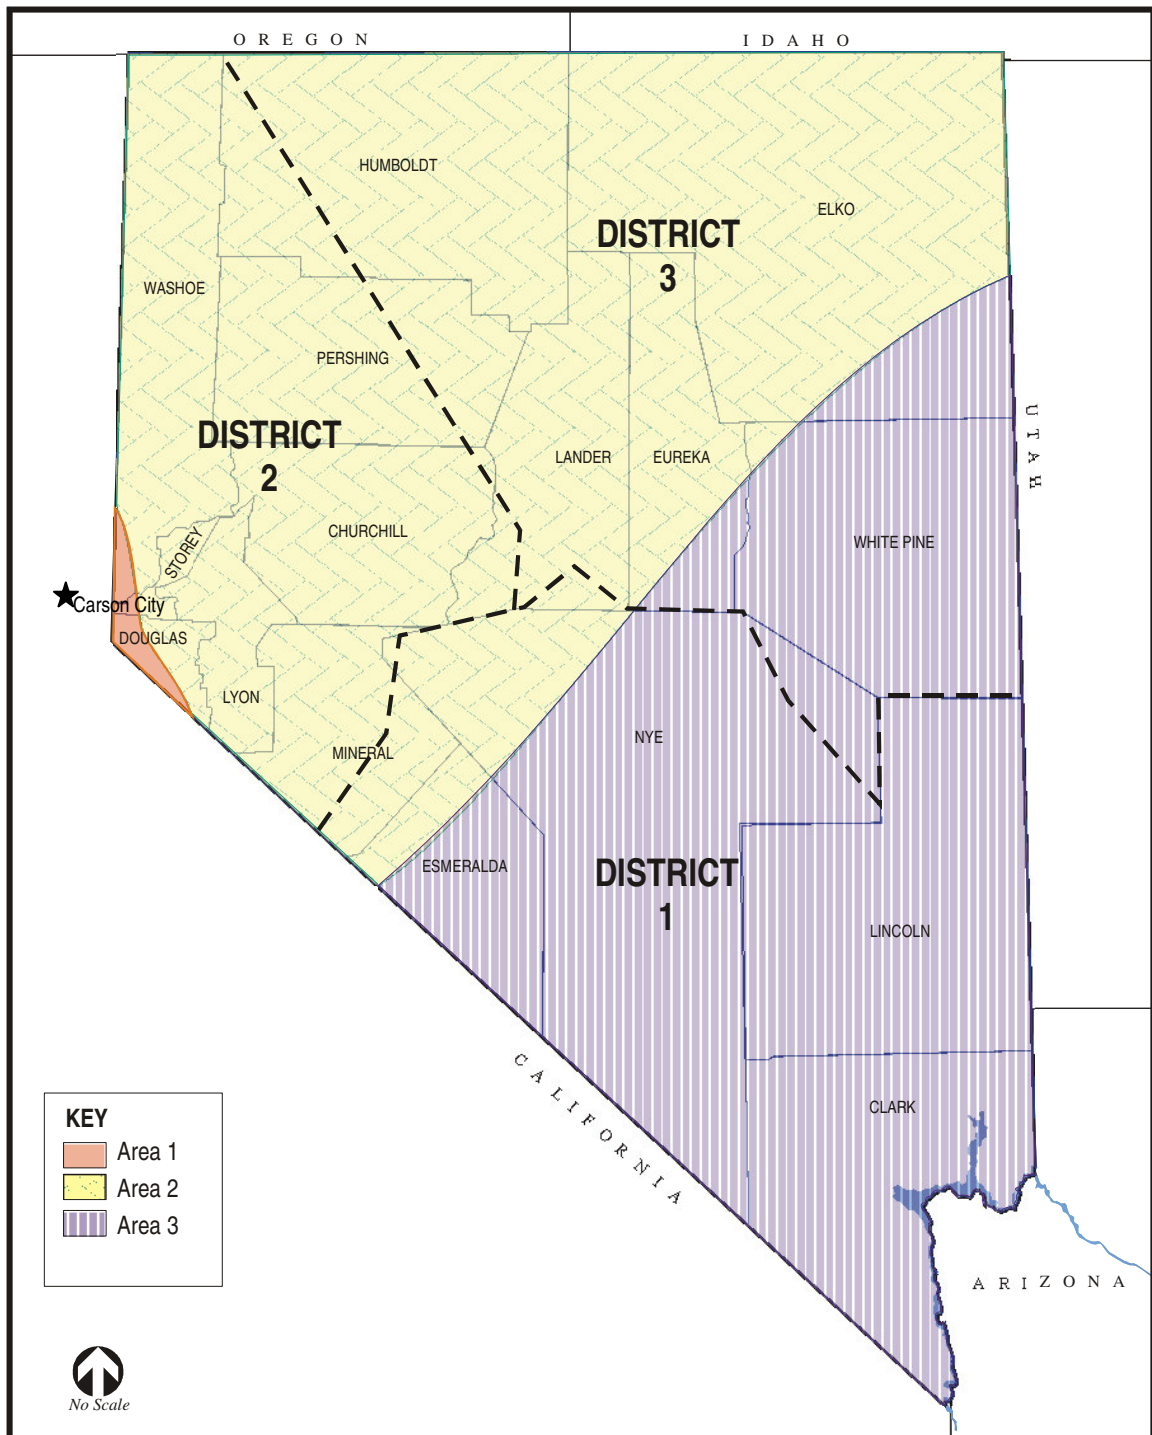 OREGON
IDAHO
HUMBOLDT
ELKO
DISTRICT
3
WASHOE
PERSHING
UTAH
DISTRICT
2
LANDER
EUREKA
CHURCHILL
STOREY
WHITE PINE
Carson City
DOUGLAS
LYON
NYE
MINERAL
ESMERALDA
DISTRICT
1
LINCOLN
CALIFORNIA
CLARK
KEY
Area 1
Area 2
Area 3
ARIZONA
No Scale